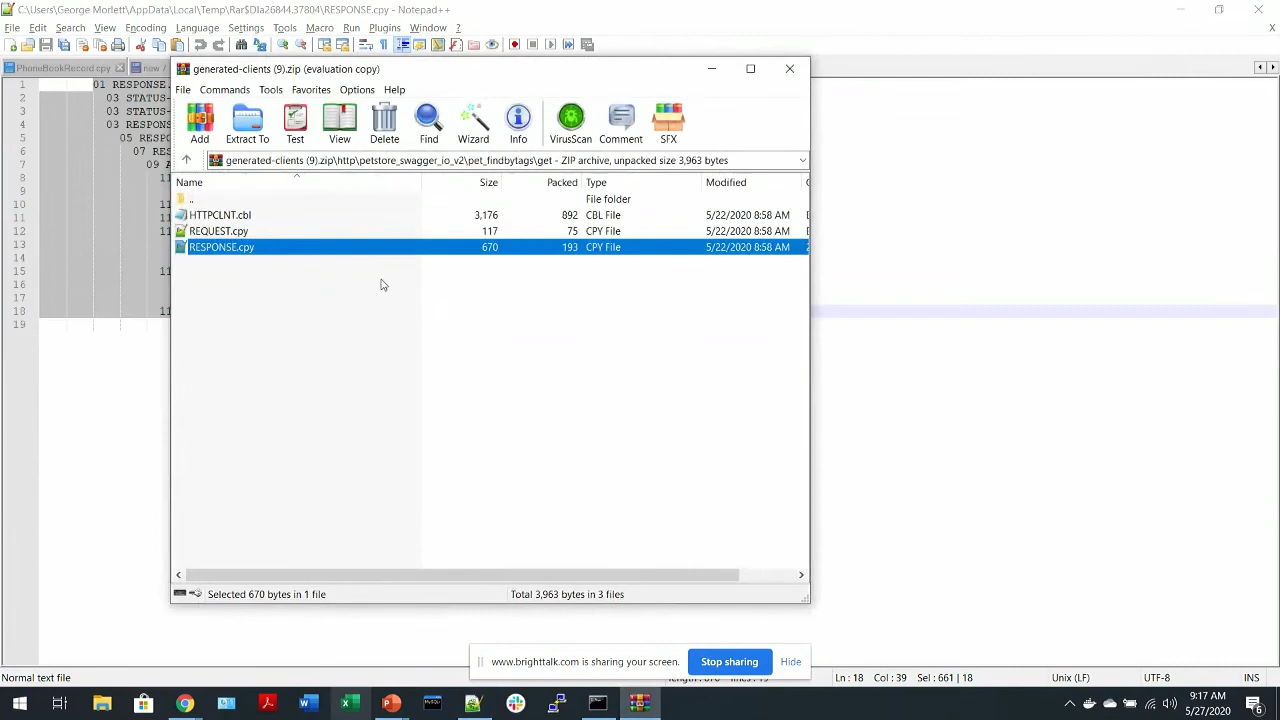 C:\Users\George Morlett\AppData\Local\Temp\Rar$DIa26844.37804\RESPONSE.cpy - Notepad++
File Edit Search View Encoding Language Settings Tools Macro Run Plugins Window ?
X
PhoneBookRecord.cpy new
generated-clients (9).zip (evaluation copy)
File Commands Tools Favorites Options Help
Add Extract To Test View Delete Find Wizard Info VirusScan Comment SFX
generated-clients (9).zip\http\petstore_swagger_io_v2\pet_findbytags\get - ZIP archive, unpacked size 3,963 bytes
Name Size Packed Type Modified
.. File folder
HTTPCLNT.cbl 3,176 892 CBL File 5/22/2020 8:58 AM
REQUEST.cpy 117 75 CPY File 5/22/2020 8:58 AM
RESPONSE.cpy 670 193 CPY File 5/22/2020 8:58 AM
Selected 670 bytes in 1 file Total 3,963 bytes in 3 files
1 01 RESPONSE.
2 03 STATUS-
3 03 STATUS-
4 03 RESPON
5 05 RESP
6 07 RES
7 09 A
8 11
9
10 11
11
12 11
13
14
15 11
16
17
18 11
19
www.brighttalk.com is sharing your screen. Stop sharing Hide
Normal text file Ln : 18 Col : 39 Sel : 661 | 18 Unix (LF) UTF-8 INS
9:17 AM
5/27/2020
6